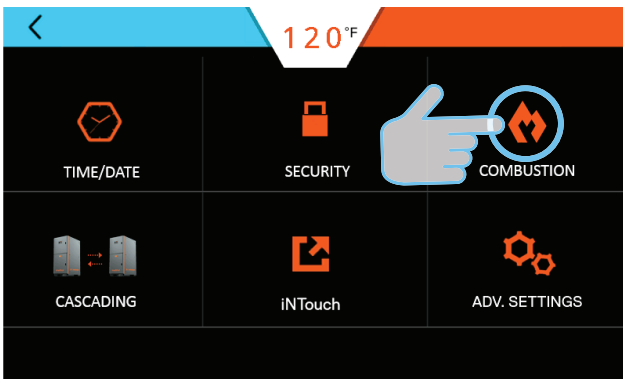 120°F
TIME/DATE
SECURITY
COMBUSTION
CASCADING
iNTouch
ADV. SETTINGS